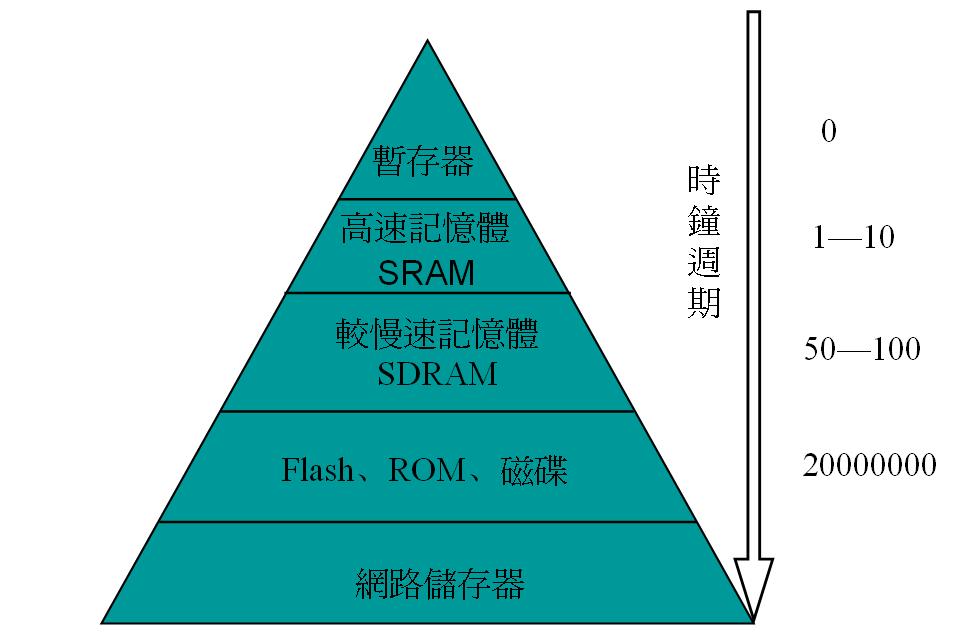 暫存器
高速記憶體
SRAM
較慢速記憶體
SDRAM
Flash、ROM、磁碟
網路儲存器
時鐘週期
0
1—10
50—100
20000000